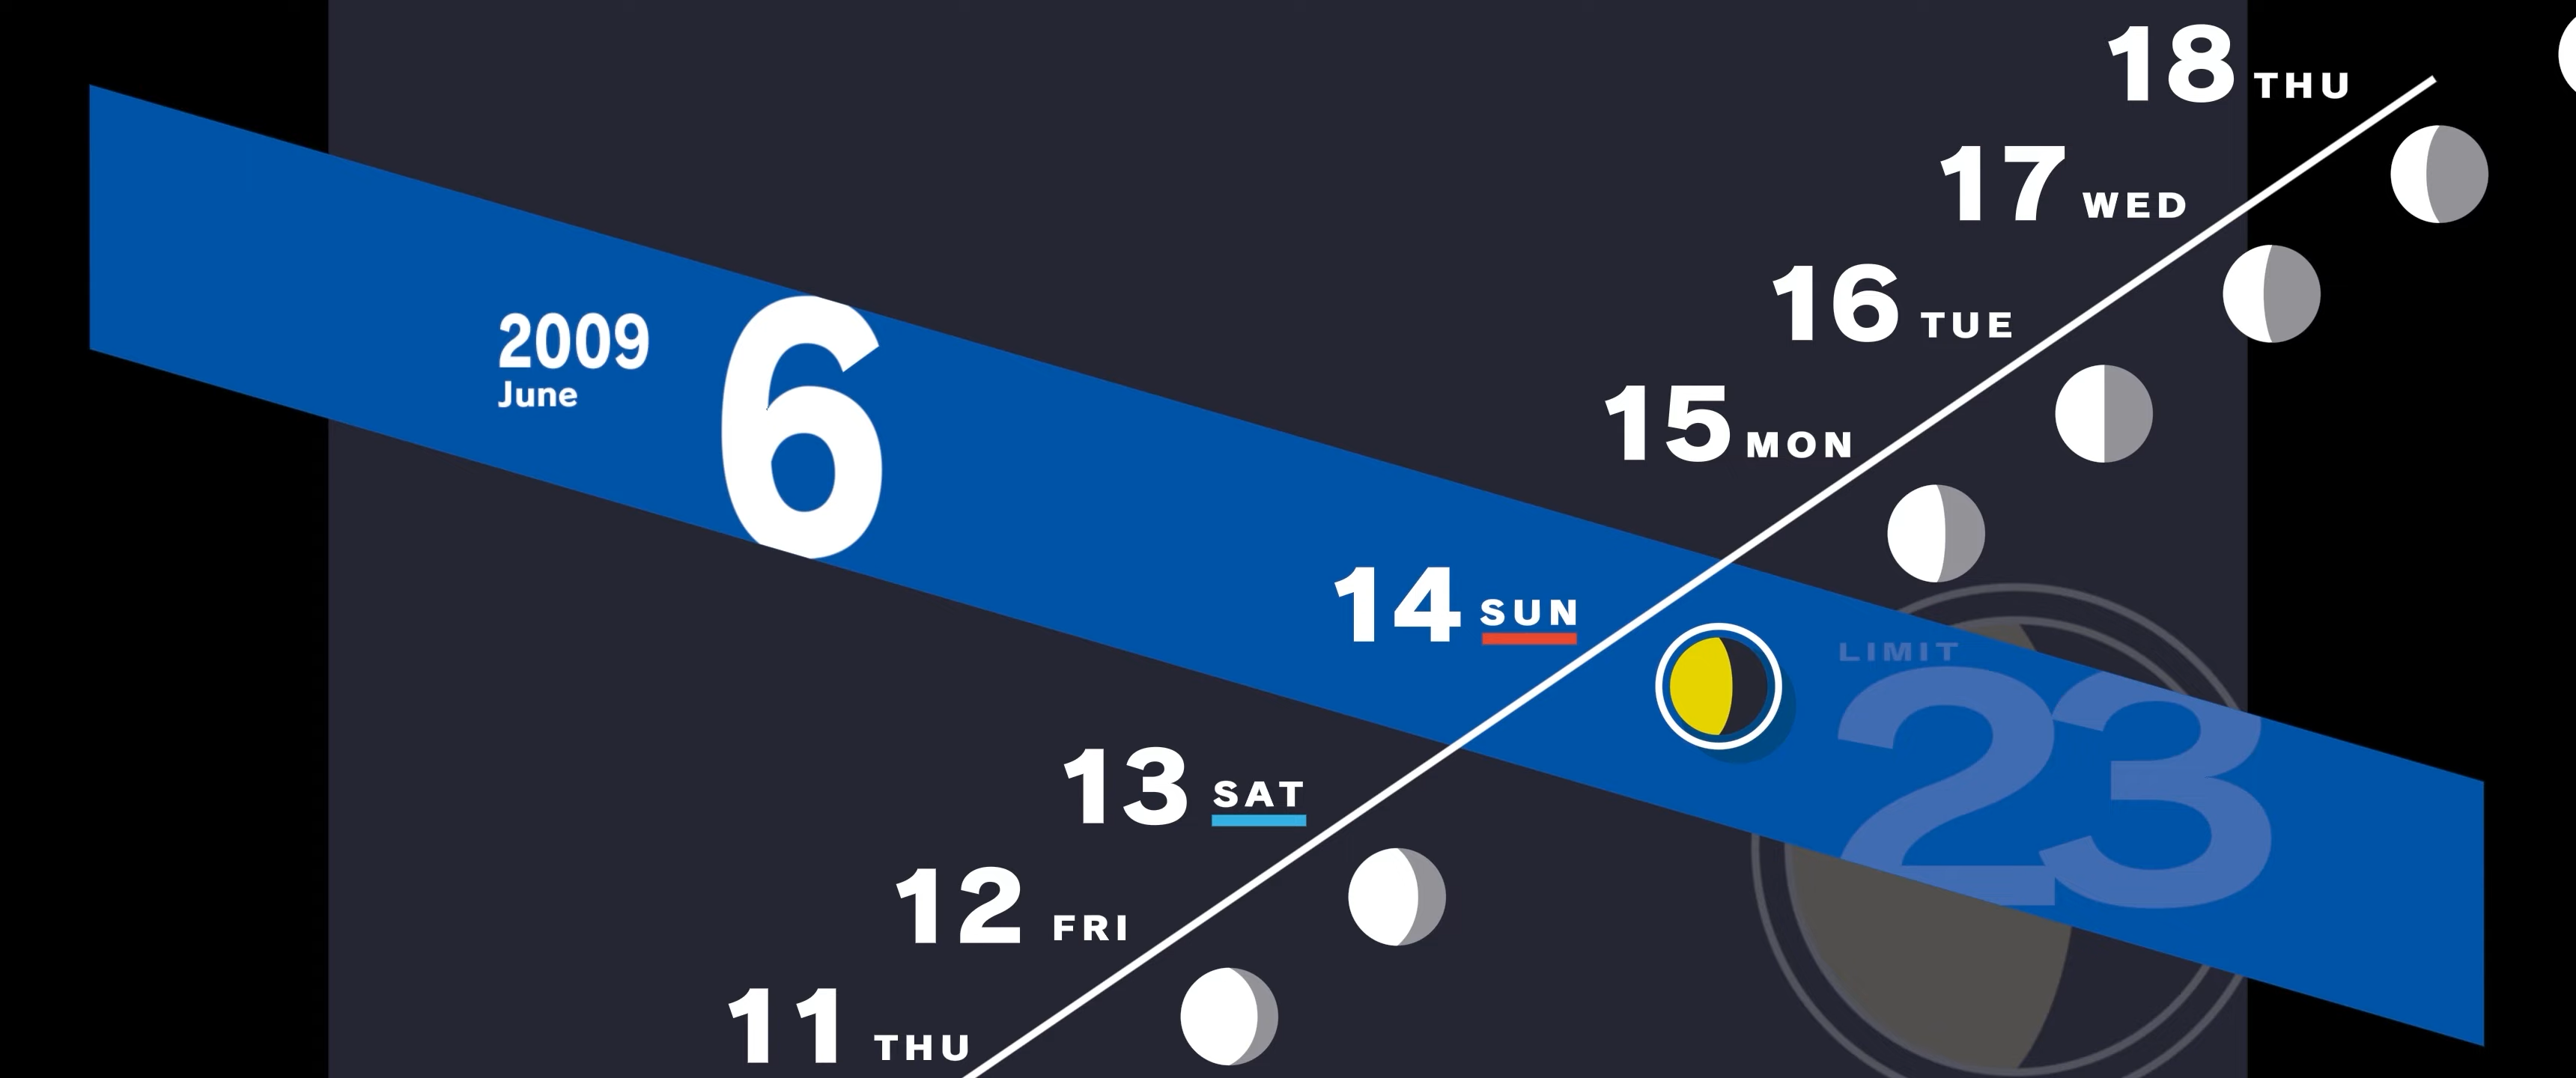 18 THU
17 WED
16 TUE
15 MON
2009
June
6
14 SUN
LIMIT
23
13 SAT
12 FRI
11 THU